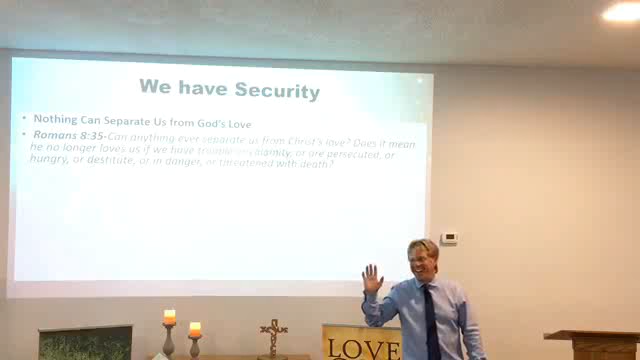 We have Security
• Nothing Can Separate Us from God's Love
• Romans 8:35-Can anything ever separate us from Christ's love? Does it mean
he no longer loves us if we have trouble or calamity, or are persecuted, or
hungry, or destitute, or in danger, or threatened with death?
LOVE